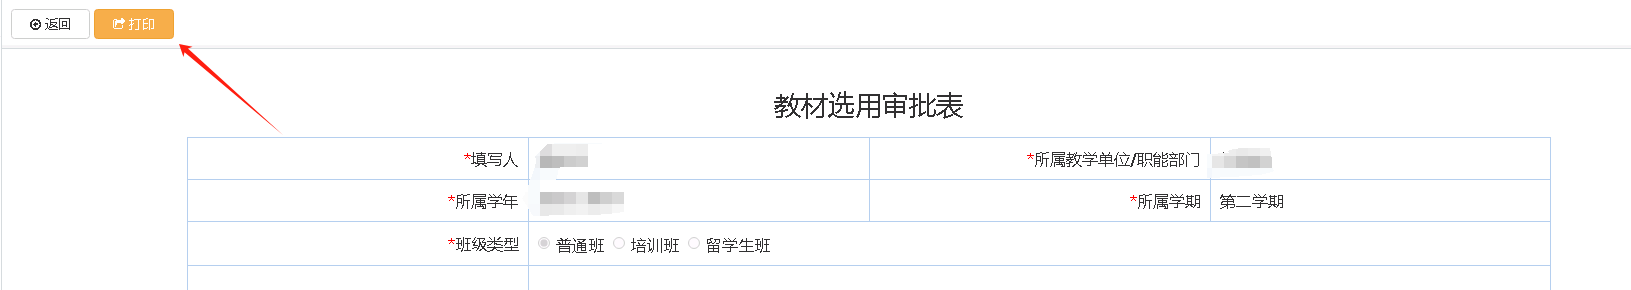 返回 打印
教材选用审批表
*填写人 *所属教学单位/职能部门
*所属学年 *所属学期 第二学期
*班级类型 普通班 培训班 留学生班